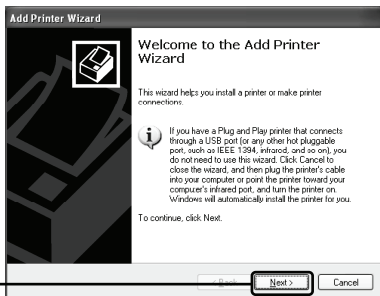 Add Printer Wizard
Welcome to the Add Printer
Wizard
This wizard helps you install a printer or make printer
connections.
If you have a Plug and Play printer that connects
through a USB port (or any other hot pluggable
port, such as IEEE 1394, infrared, and so on), you
do not need to use this wizard. Click Cancel to
close the wizard, and then plug the printer's cable
into your computer or point the printer toward your
computer's infrared port, and turn the printer on.
Windows will automatically install the printer for you.
To continue, click Next.
< Back Next > Cancel